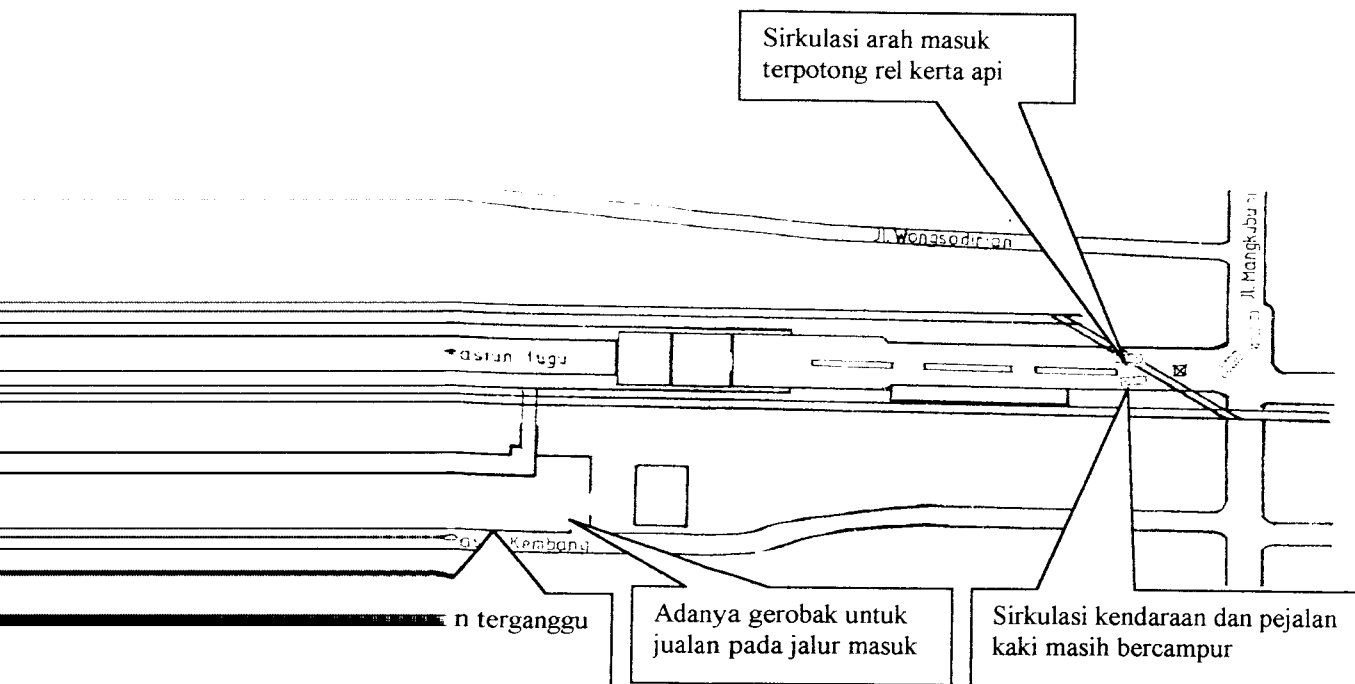 Sirkulasi arah masuk
terpotong rel kerta api
Jl. Wongsodirjan
Jl. Mangkubumi
tugu
Kembang
n terganggu
Adanya gerobak untuk
jualan pada jalur masuk
Sirkulasi kendaraan dan pejalan
kaki masih bercampur